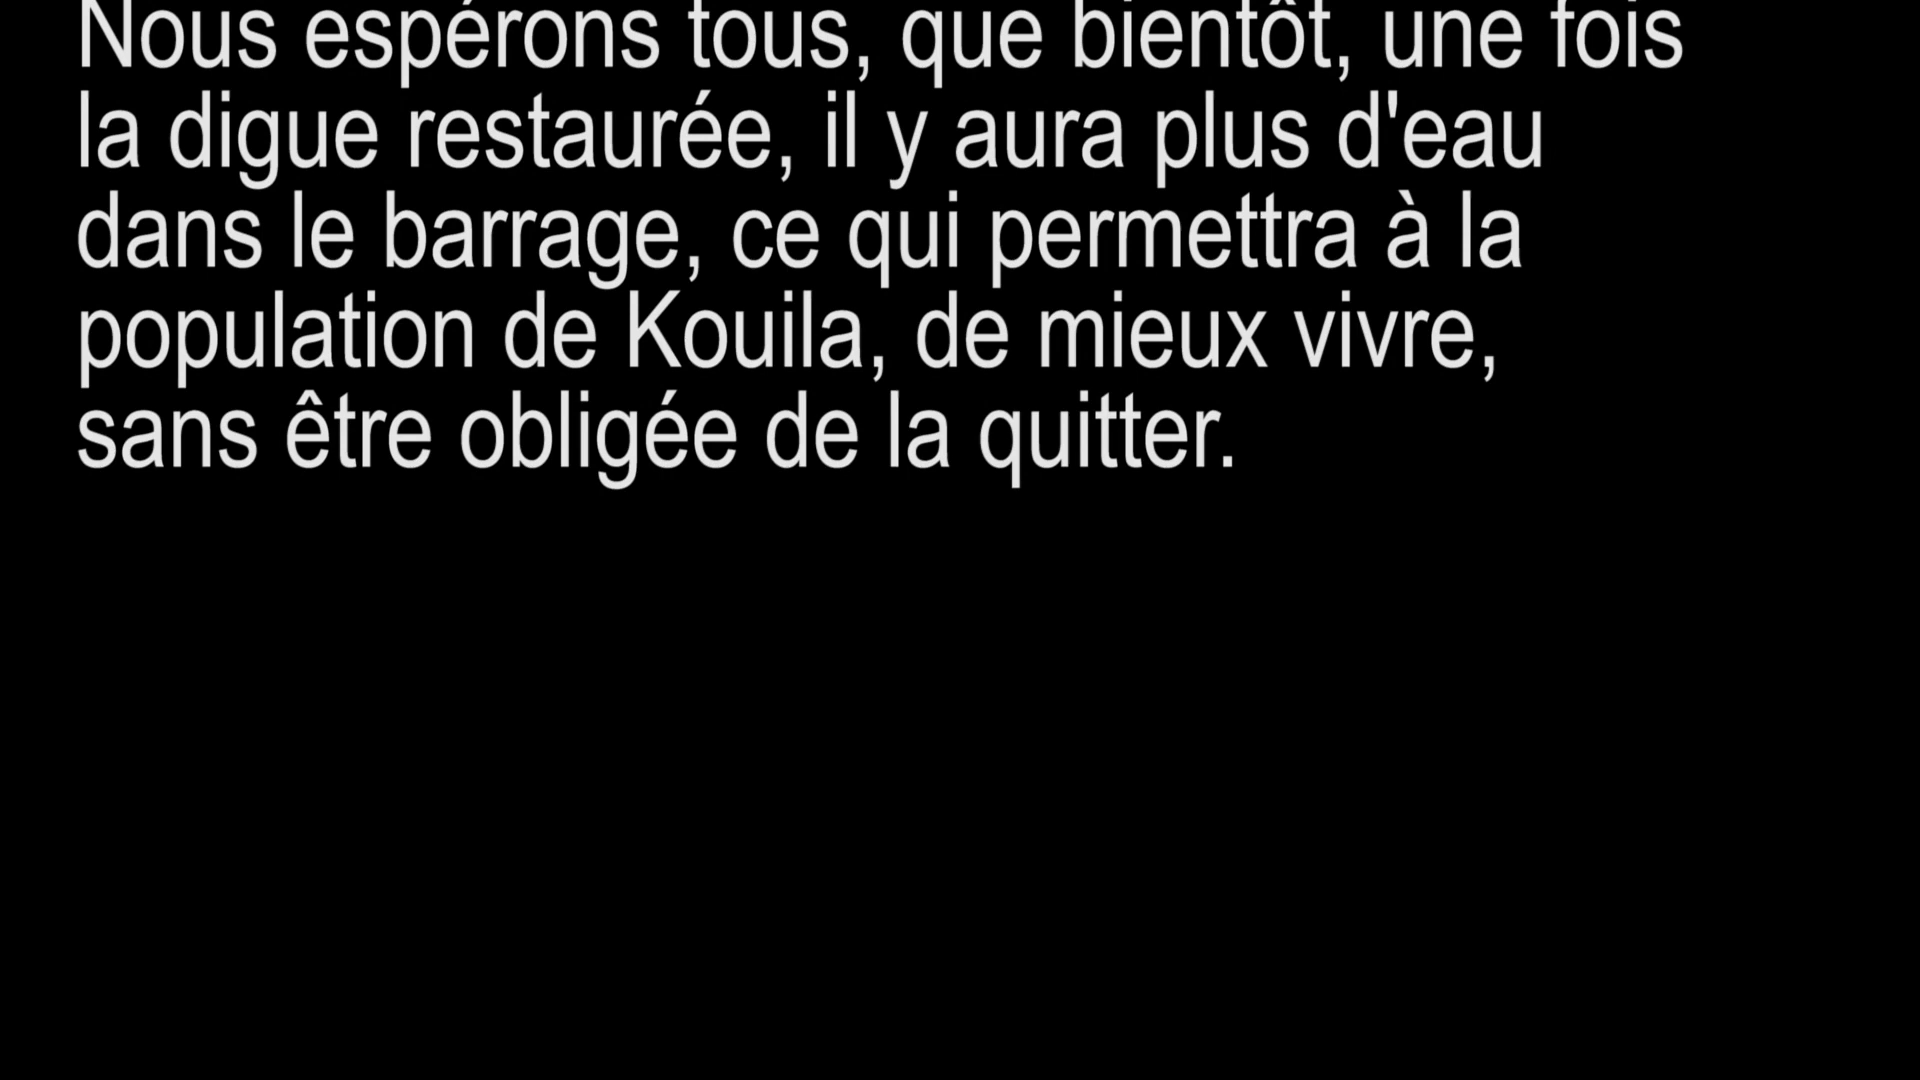 Nous espérons tous, que bientôt, une fois
la digue restaurée, il y aura plus d'eau
dans le barrage, ce qui permettra à la
population de Kouila, de mieux vivre,
sans être obligée de la quitter.